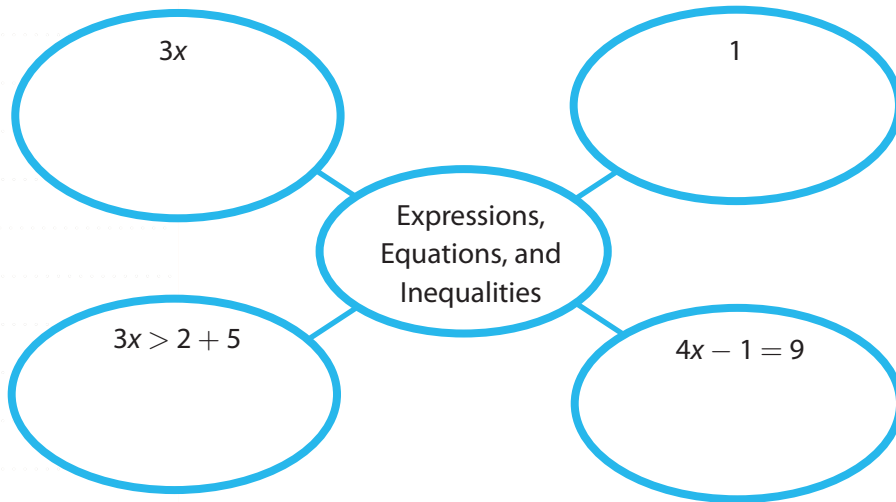 3x
1
Expressions,
Equations, and
Inequalities
3x > 2 + 5
4x − 1 = 9